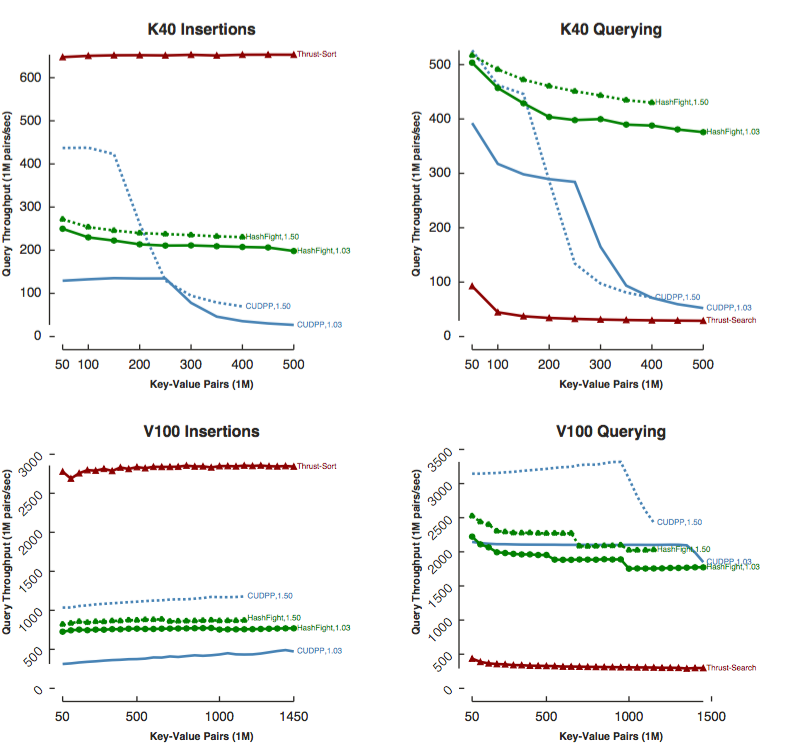 K40 Insertions
Query Throughput (1M pairs/sec)
600
500
400
300
200
100
0
50 100 200 300 400 500
Key-Value Pairs (1M)
Thrust-Sort
HashFight,1.50
HashFight,1.03
CUDPP,1.50
CUDPP,1.03
K40 Querying
Query Throughput (1M pairs/sec)
500
400
300
200
100
0
50 100 200 300 400 500
Key-Value Pairs (1M)
HashFight,1.50
HashFight,1.03
CUDPP,1.50
CUDPP,1.03
Thrust-Search
V100 Insertions
Query Throughput (1M pairs/sec)
3000
2500
2000
1500
1000
500
0
50 500 1000 1450
Key-Value Pairs (1M)
Thrust-Sort
CUDPP,1.50
HashFight,1.50
HashFight,1.03
CUDPP,1.03
V100 Querying
Query Throughput (1M pairs/sec)
3500
3000
2500
2000
1500
1000
500
0
50 500 1000 1500
Key-Value Pairs (1M)
CUDPP,1.50
HashFight,1.50
CUDPP,1.03
HashFight,1.03
Thrust-Search